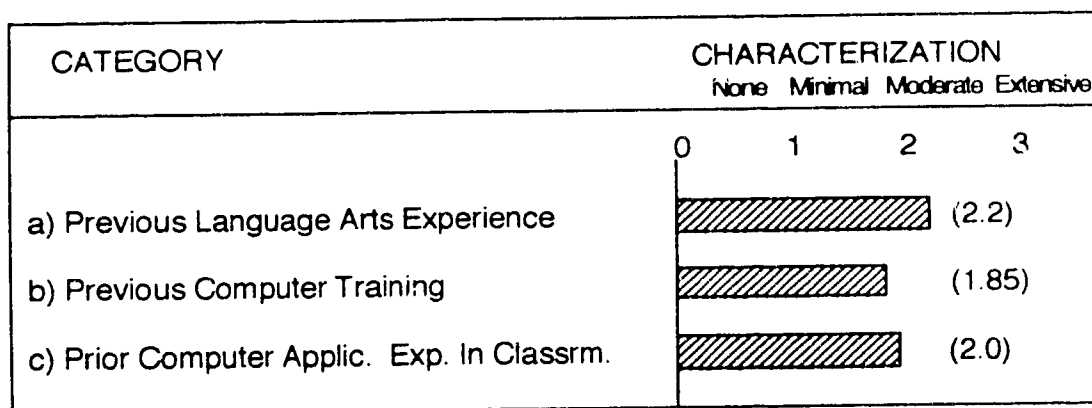 CATEGORY CHARACTERIZATION
None Minimal Moderate Extensive
0 1 2 3
a) Previous Language Arts Experience (2.2)
b) Previous Computer Training (1.85)
c) Prior Computer Applic. Exp. In Classrm. (2.0)